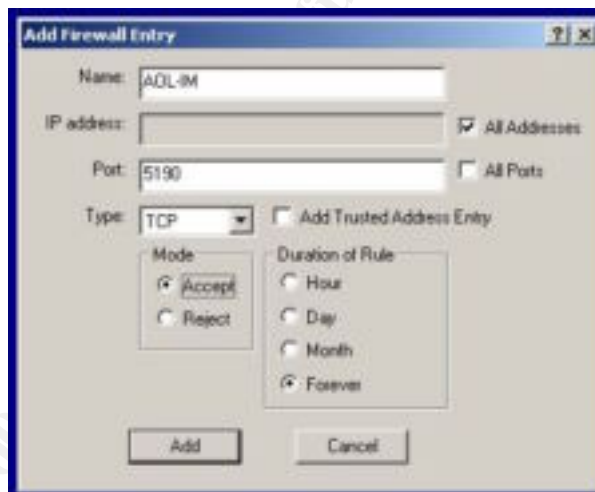 Add Firewall Entry
Name: AOL-IM
IP address: All Addresses
Port: 5190 All Ports
Type: TCP Add Trusted Address Entry
Mode Duration of Rule
Accept Hour
Reject Day
Month
Forever
Add Cancel